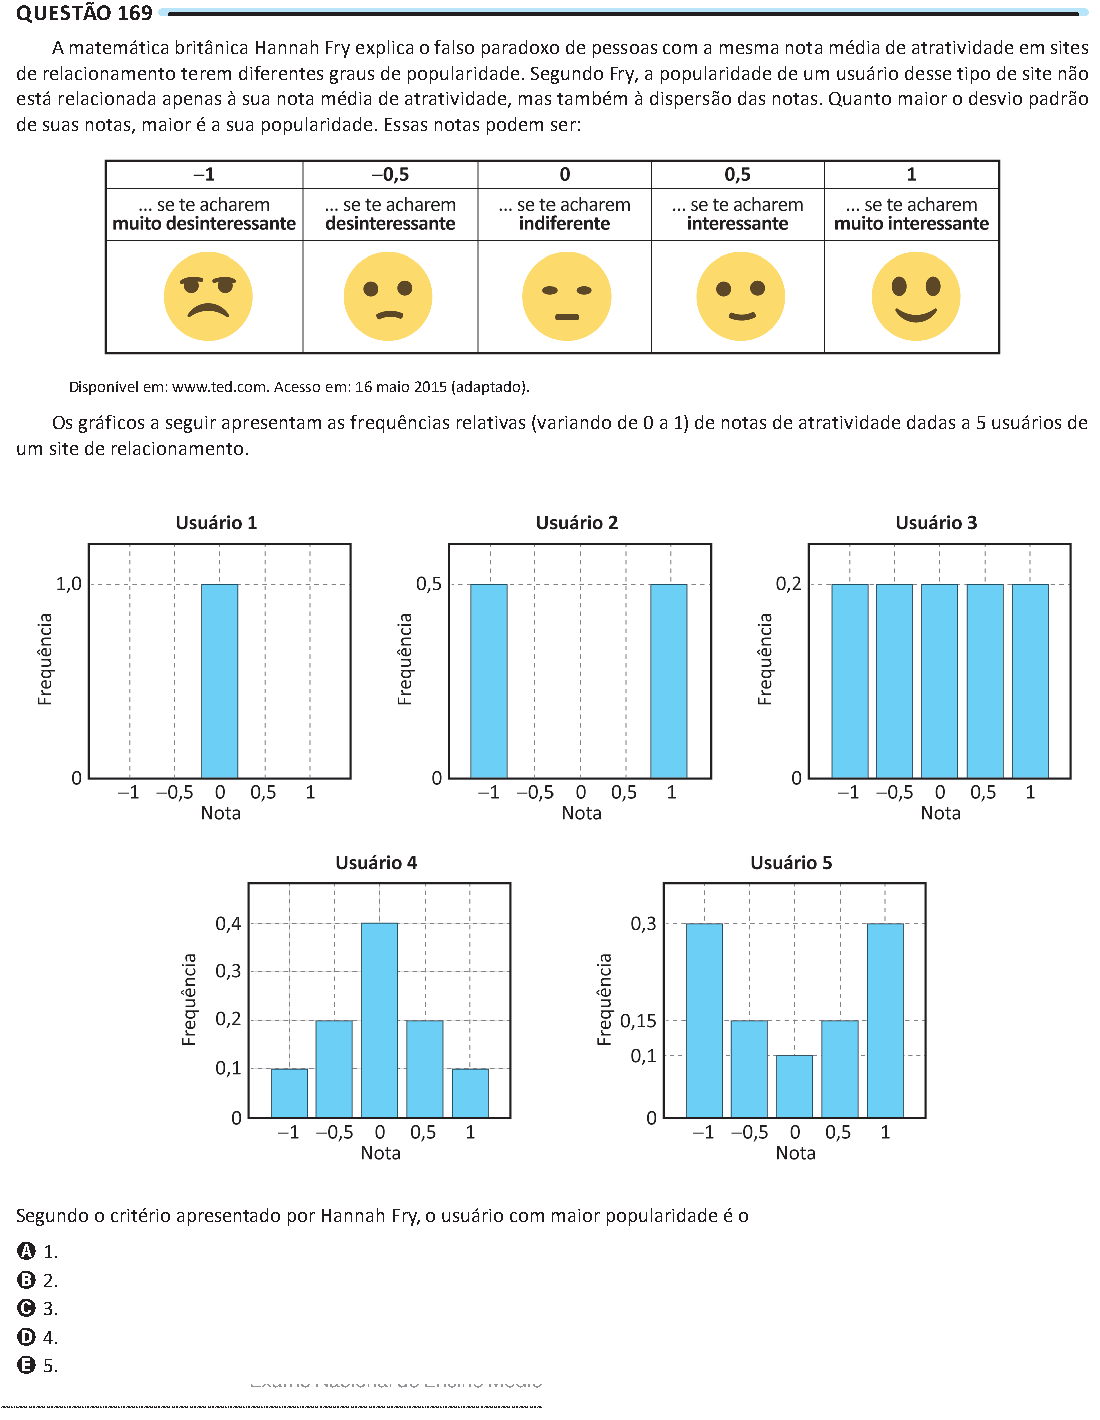 QUESTÃO 169
A matemática britânica Hannah Fry explica o falso paradoxo de pessoas com a mesma nota média de atratividade em sites
de relacionamento terem diferentes graus de popularidade. Segundo Fry, a popularidade de um usuário desse tipo de site não
está relacionada apenas à sua nota média de atratividade, mas também à dispersão das notas. Quanto maior o desvio padrão
de suas notas, maior é a sua popularidade. Essas notas podem ser:
–1 –0,5 0 0,5 1
... se te acharem ... se te acharem ... se te acharem ... se te acharem ... se te acharem
muito desinteressante desinteressante indiferente interessante muito interessante
Disponível em: www.ted.com. Acesso em: 16 maio 2015 (adaptado).
Os gráficos a seguir apresentam as frequências relativas (variando de 0 a 1) de notas de atratividade dadas a 5 usuários de
um site de relacionamento.
Usuário 1
1,0
Frequência
0
–1 –0,5 0 0,5 1
Nota
Usuário 2
0,5
Frequência
0
–1 –0,5 0 0,5 1
Nota
Usuário 3
0,2
Frequência
0
–1 –0,5 0 0,5 1
Nota
Usuário 4
0,4
0,3
Frequência
0,2
0,1
0
–1 –0,5 0 0,5 1
Nota
Usuário 5
0,3
Frequência
0,15
0,1
0
–1 –0,5 0 0,5 1
Nota
Segundo o critério apresentado por Hannah Fry, o usuário com maior popularidade é o
A 1.
B 2.
C 3.
D 4.
E 5.